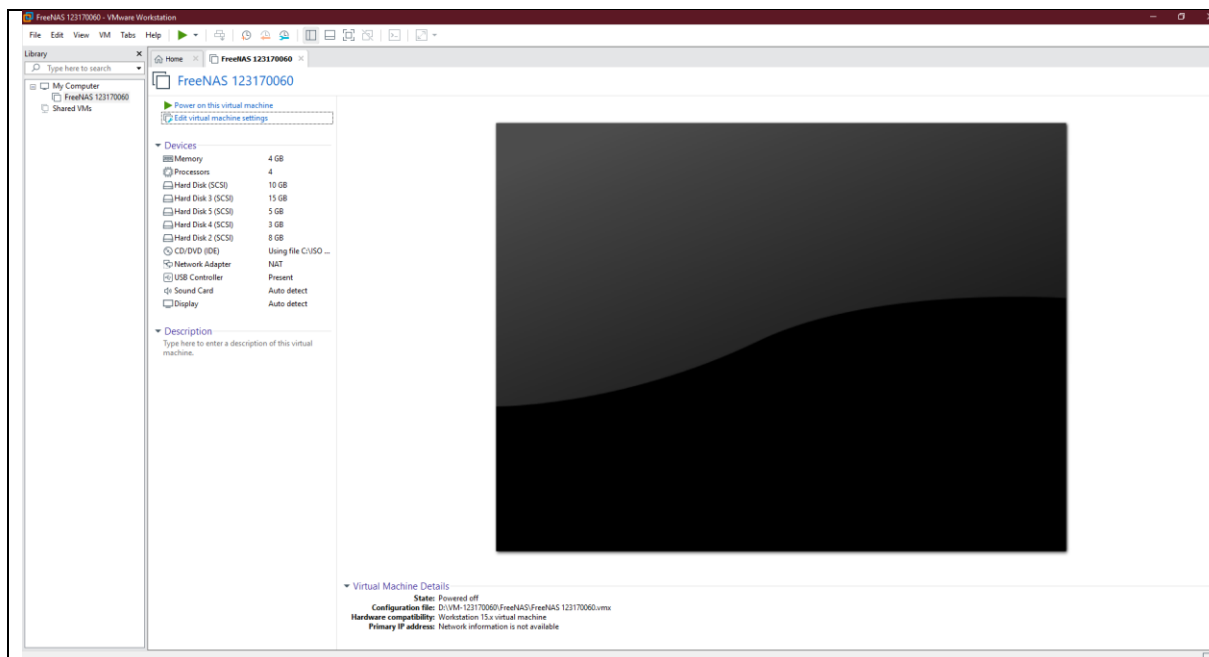 FreeNAS 123170060 - VMware Workstation
File Edit View VM Tabs Help
Library
Type here to search
My Computer
FreeNAS 123170060
Shared VMs
Home
FreeNAS 123170060
FreeNAS 123170060
Power on this virtual machine
Edit virtual machine settings
Devices
Memory 4 GB
Processors 4
Hard Disk (SCSI) 10 GB
Hard Disk 3 (SCSI) 15 GB
Hard Disk 5 (SCSI) 5 GB
Hard Disk 4 (SCSI) 3 GB
Hard Disk 2 (SCSI) 8 GB
CD/DVD (IDE) Using file C:\ISO ...
Network Adapter NAT
USB Controller Present
Sound Card Auto detect
Display Auto detect
Description
Type here to enter a description of this virtual
machine.
Virtual Machine Details
State: Powered off
Configuration file: D:\VM-123170060\FreeNAS\FreeNAS 123170060.vmx
Hardware compatibility: Workstation 15.x virtual machine
Primary IP address: Network information is not available